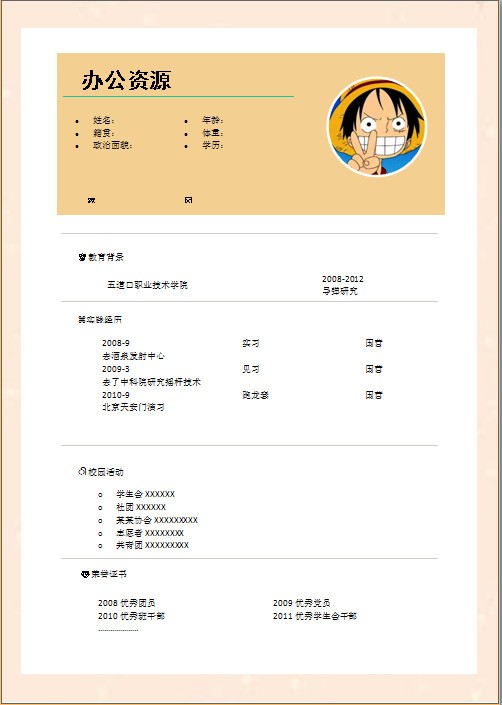 办公资源
姓名： 年龄：
籍贯： 体重：
政治面貌： 学历：
教育背景
五道口职业技术学院 2008-2012
导弹研究
实践经历
2008-9 实习 国营
去酒泉发射中心
2009-3 见习 国营
去了中科院研究摇杆技术
2010-9 跑龙套 国营
北京天安门演习
校园活动
学生会 XXXXXX
社团 XXXXXX
某某协会 XXXXXXXXX
志愿者 XXXXXXXX
共青团 XXXXXXXXX
荣誉证书
2008 优秀团员 2009 优秀党员
2010 优秀班干部 2011 优秀学生会干部